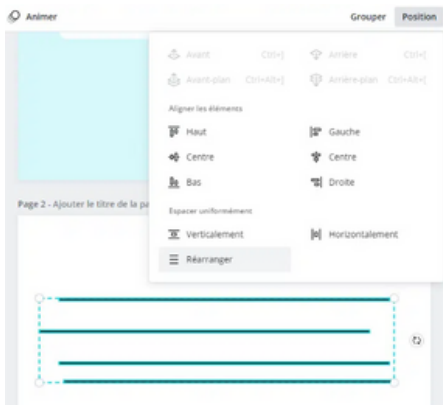 Animer Grouper Position
Avant Ctrl+] Arrière Ctrl+[
Avant-plan Ctrl+Alt+] Arrière-plan Ctrl+Alt+[
Aligner les éléments
Haut Gauche
Centre Centre
Bas Droite
Page 2 - Ajouter le titre de la pa
Espacer uniformément
Verticalement Horizontalement
Réarranger